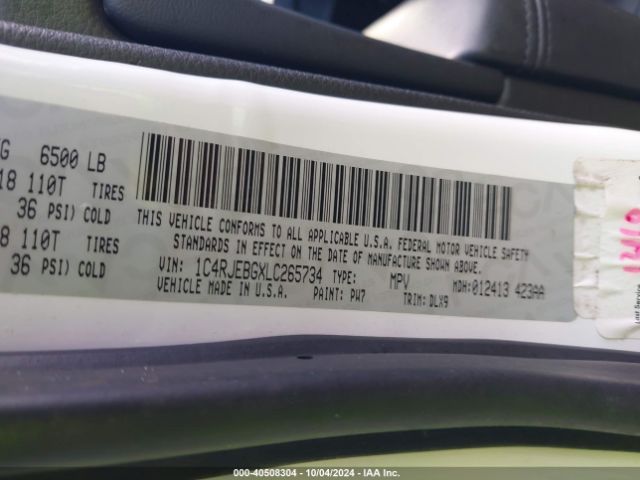 6500 LB
18 110T TIRES
36 PSI) COLD
110T TIRES
36 PSI) COLD
THIS VEHICLE CONFORMS TO ALL APPLICABLE U.S.A. FEDERAL MOTOR VEHICLE SAFETY
STANDARDS IN EFFECT ON THE DATE OF MANUFACTURE SHOWN ABOVE.
VIN: 1C4RJEBGXLC265734 TYPE: MPV MDH:012413 423AA
VEHICLE MADE IN U.S.A. PAINT: PW7 TRIM: DLX9
Last Service
000-40508304 - 10/04/2024 - IAA Inc.